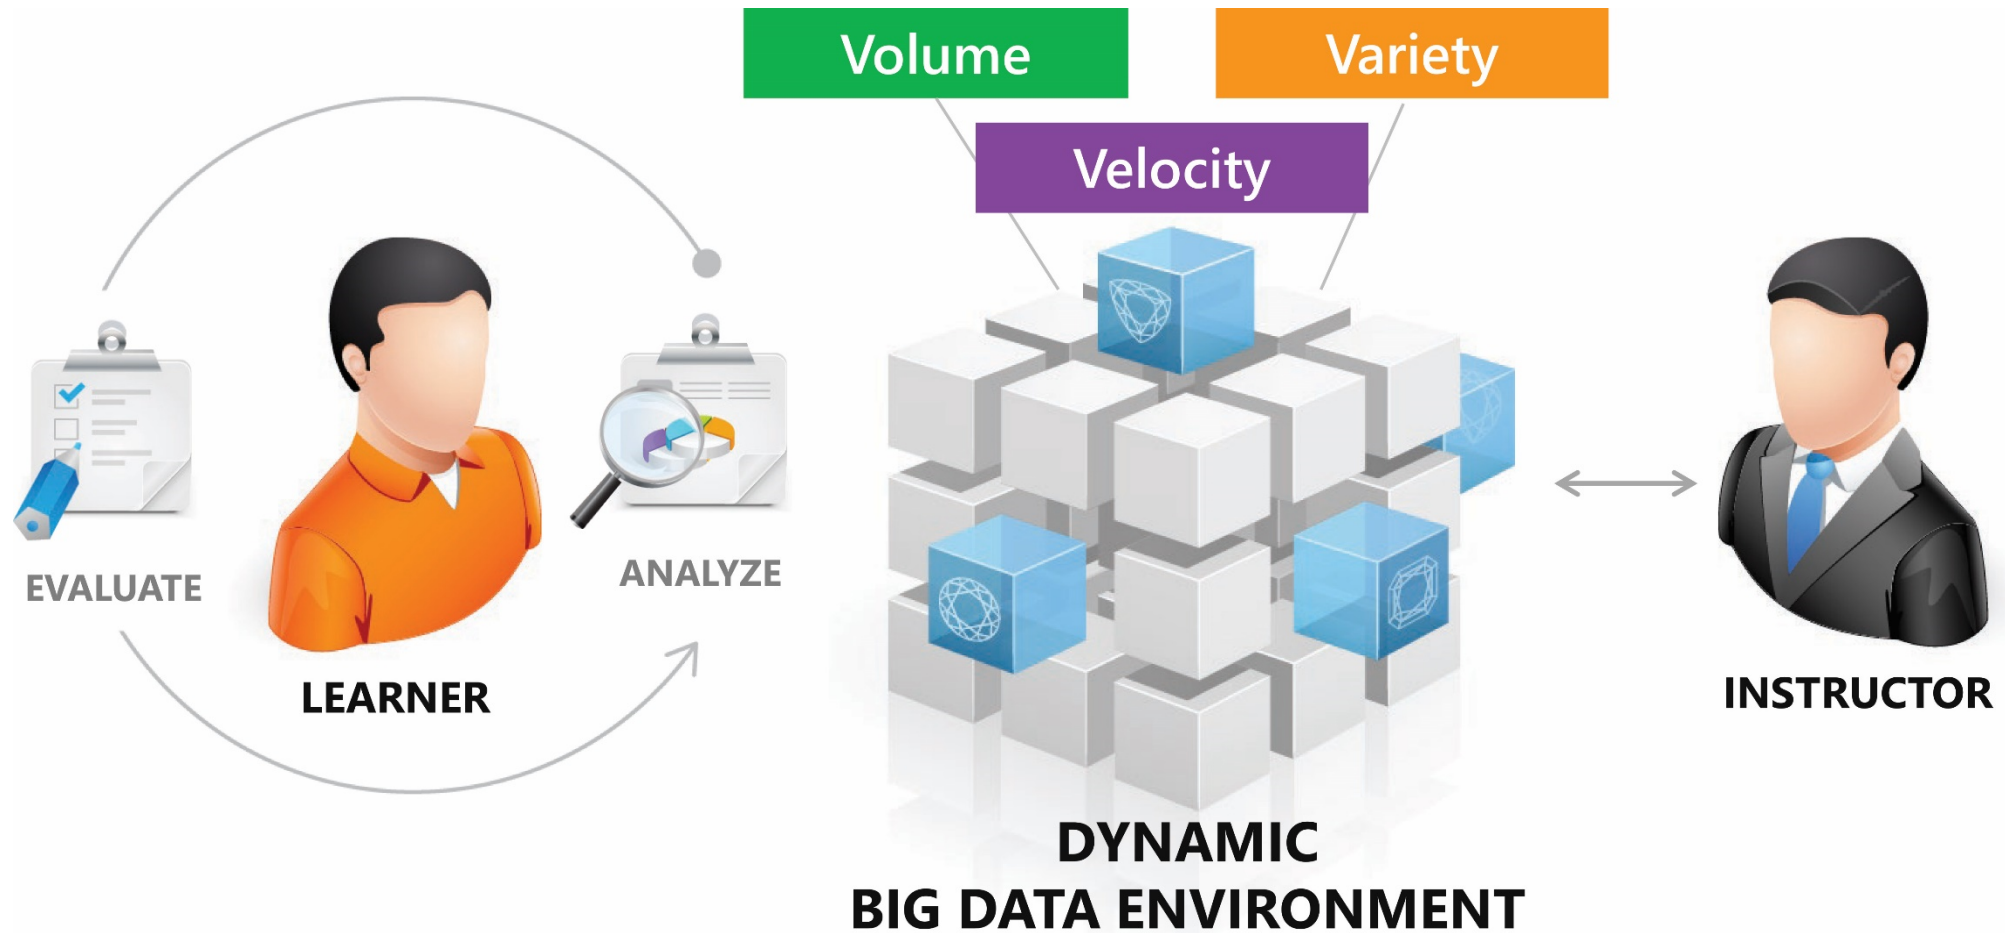 Volume
Variety
Velocity
EVALUATE
ANALYZE
LEARNER
INSTRUCTOR
DYNAMIC
BIG DATA ENVIRONMENT